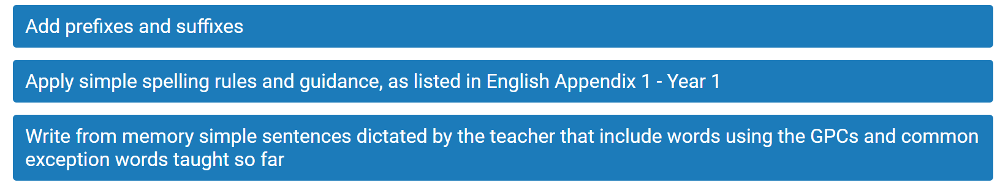 Add prefixes and suffixes
Apply simple spelling rules and guidance, as listed in English Appendix 1 - Year 1
Write from memory simple sentences dictated by the teacher that include words using the GPCs and common
exception words taught so far